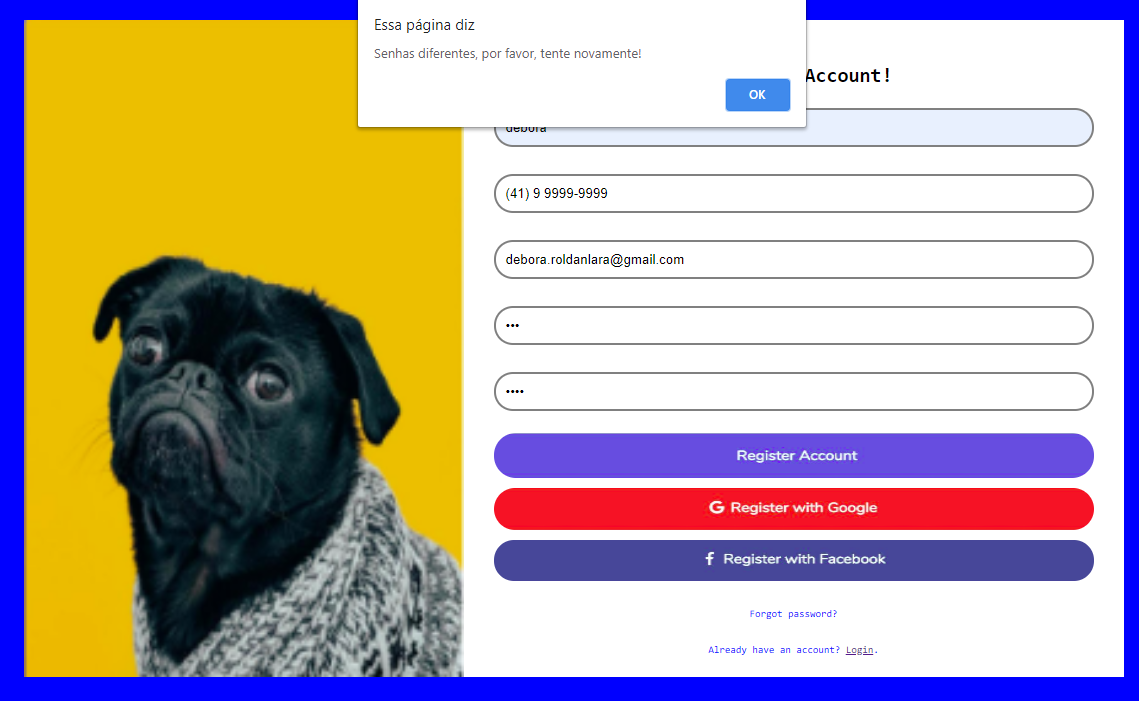 Essa página diz
Senhas diferentes, por favor, tente novamente!
OK
Account!
debora
(41) 9 9999-9999
debora.roldanlara@gmail.com
•••
••••
Register Account
G Register with Google
f Register with Facebook
Forgot password?
Already have an account? Login.